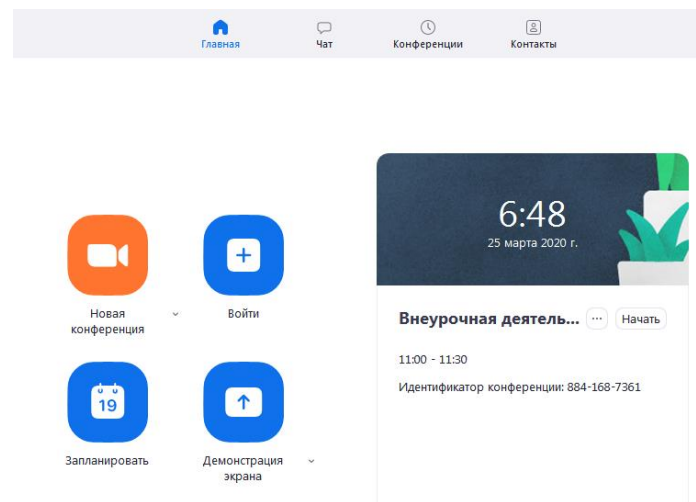 Главная
Чат
Конференции
Контакты
6:48
25 марта 2020 г.
Новая
конференция
Войти
Внеурочная деятель... ... Начать
11:00 - 11:30
Идентификатор конференции: 884-168-7361
19
Запланировать
Демонстрация
экрана